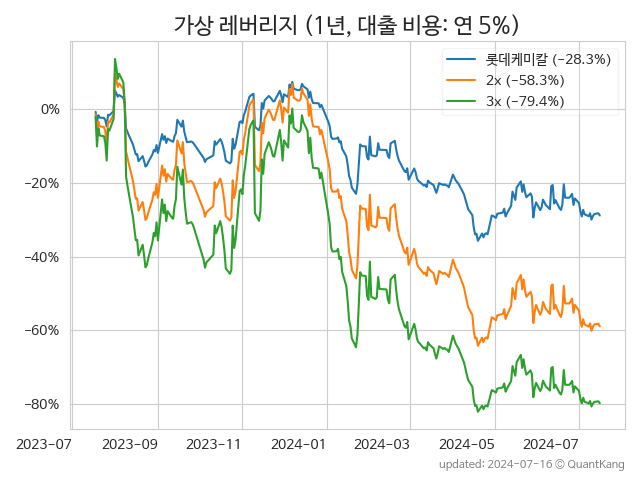 가상 레버리지 (1년, 대출 비용: 연 5%)
롯데케미칼 (−28.3%)
2x (−58.3%)
3x (−79.4%)
0%
−20%
−40%
−60%
−80%
2023-07 2023-09 2023-11 2024-01 2024-03 2024-05 2024-07
updated: 2024-07-16 © QuantKang